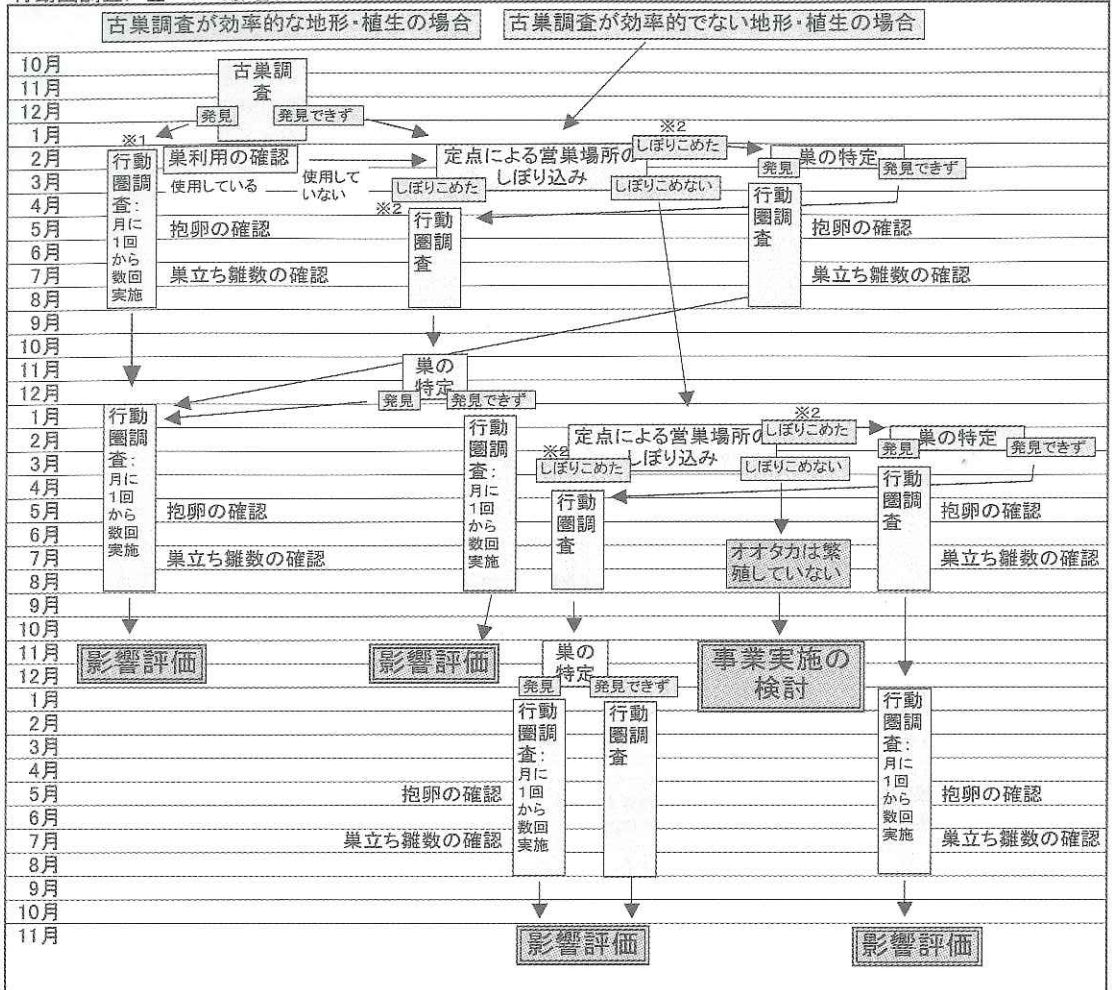 古巣調査が効率的な地形・植生の場合
古巣調査が効率的でない地形・植生の場合
10月
11月
12月
1月
2月
3月
4月
5月
6月
7月
8月
9月
10月
11月
12月
1月
2月
3月
4月
5月
6月
7月
8月
9月
10月
11月
12月
1月
2月
3月
4月
5月
6月
7月
8月
9月
10月
11月
古巣調
査
発見
発見できず
※1
行動
圏調
査:
月に
1回
から
数回
実施
巣利用の確認
使用している
使用して
いない
抱卵の確認
巣立ち雛数の確認
定点による営巣場所の
しぼり込み
しぼりこめた
しぼりこめない
※2
しぼりこめた
※2
行動
圏調
査
巣の特定
発見
発見できず
行動
圏調
査
抱卵の確認
巣立ち雛数の確認
巣の
特定
発見
発見できず
行動
圏調
査:
月に
1回
から
数回
実施
抱卵の確認
巣立ち雛数の確認
行動
圏調
査:
月に
1回
から
数回
実施
定点による営巣場所の
しぼり込み
※2
しぼりこめた
しぼりこめない
※2
しぼりこめた
行動
圏調
査
オオタカは繁
殖していない
巣の特定
発見
発見できず
行動
圏調
査
抱卵の確認
巣立ち雛数の確認
影響評価
影響評価
巣の
特定
発見
発見できず
事業実施の
検討
行動
圏調
査:
月に
1回
から
数回
実施
行動
圏調
査
抱卵の確認
巣立ち雛数の確認
行動
圏調
査:
月に
1回
から
数回
実施
抱卵の確認
巣立ち雛数の確認
影響評価
影響評価